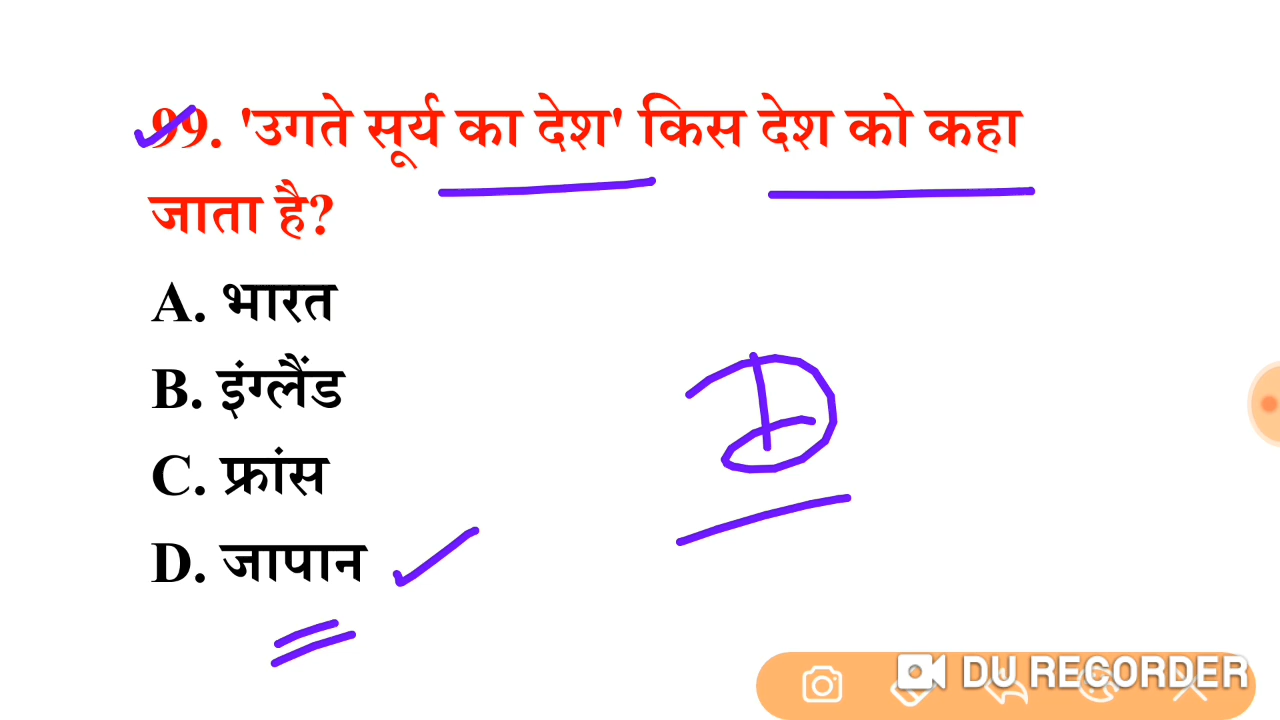 99. 'उगते सूर्य का देश' किस देश को कहा
जाता है?
A. भारत
B. इंग्लैंड
C. फ्रांस
D. जापान
D
DU RECORDER